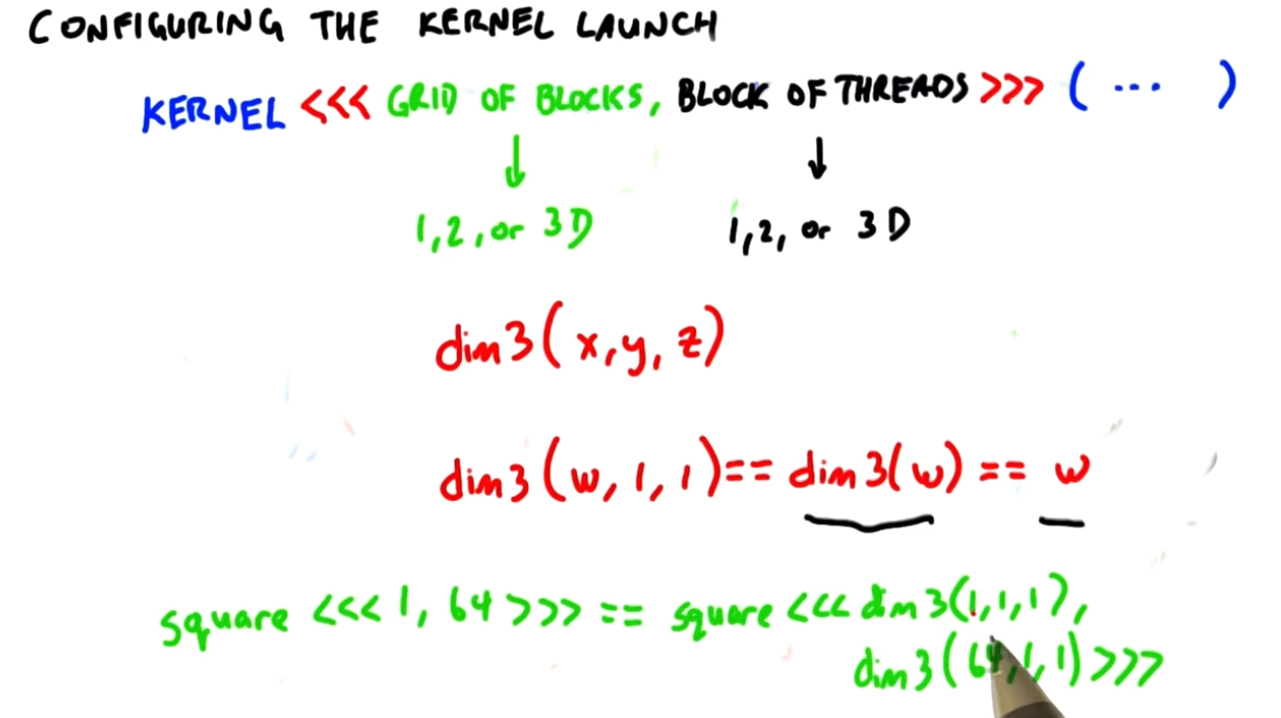 CONFIGURING THE KERNEL LAUNCH
KERNEL <<< GRID OF BLOCKS, BLOCK OF THREADS >>> ( ... )
1,2,or 3D 1,2, or 3D
dim3(x,y,z)
dim3(w,1,1)== dim3(w) == w
square <<< 1, 64 >>> == square <<< dim3(1,1,1),
dim3(64,1,1)>>>